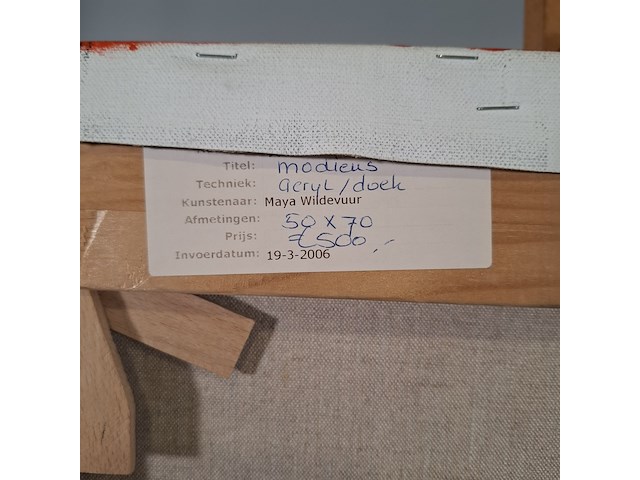 Titel: modieus
Techniek: acryl/doek
Kunstenaar: Maya Wildevuur
Afmetingen: 50 x 70
Prijs: € 500,-
Invoerdatum: 19-3-2006